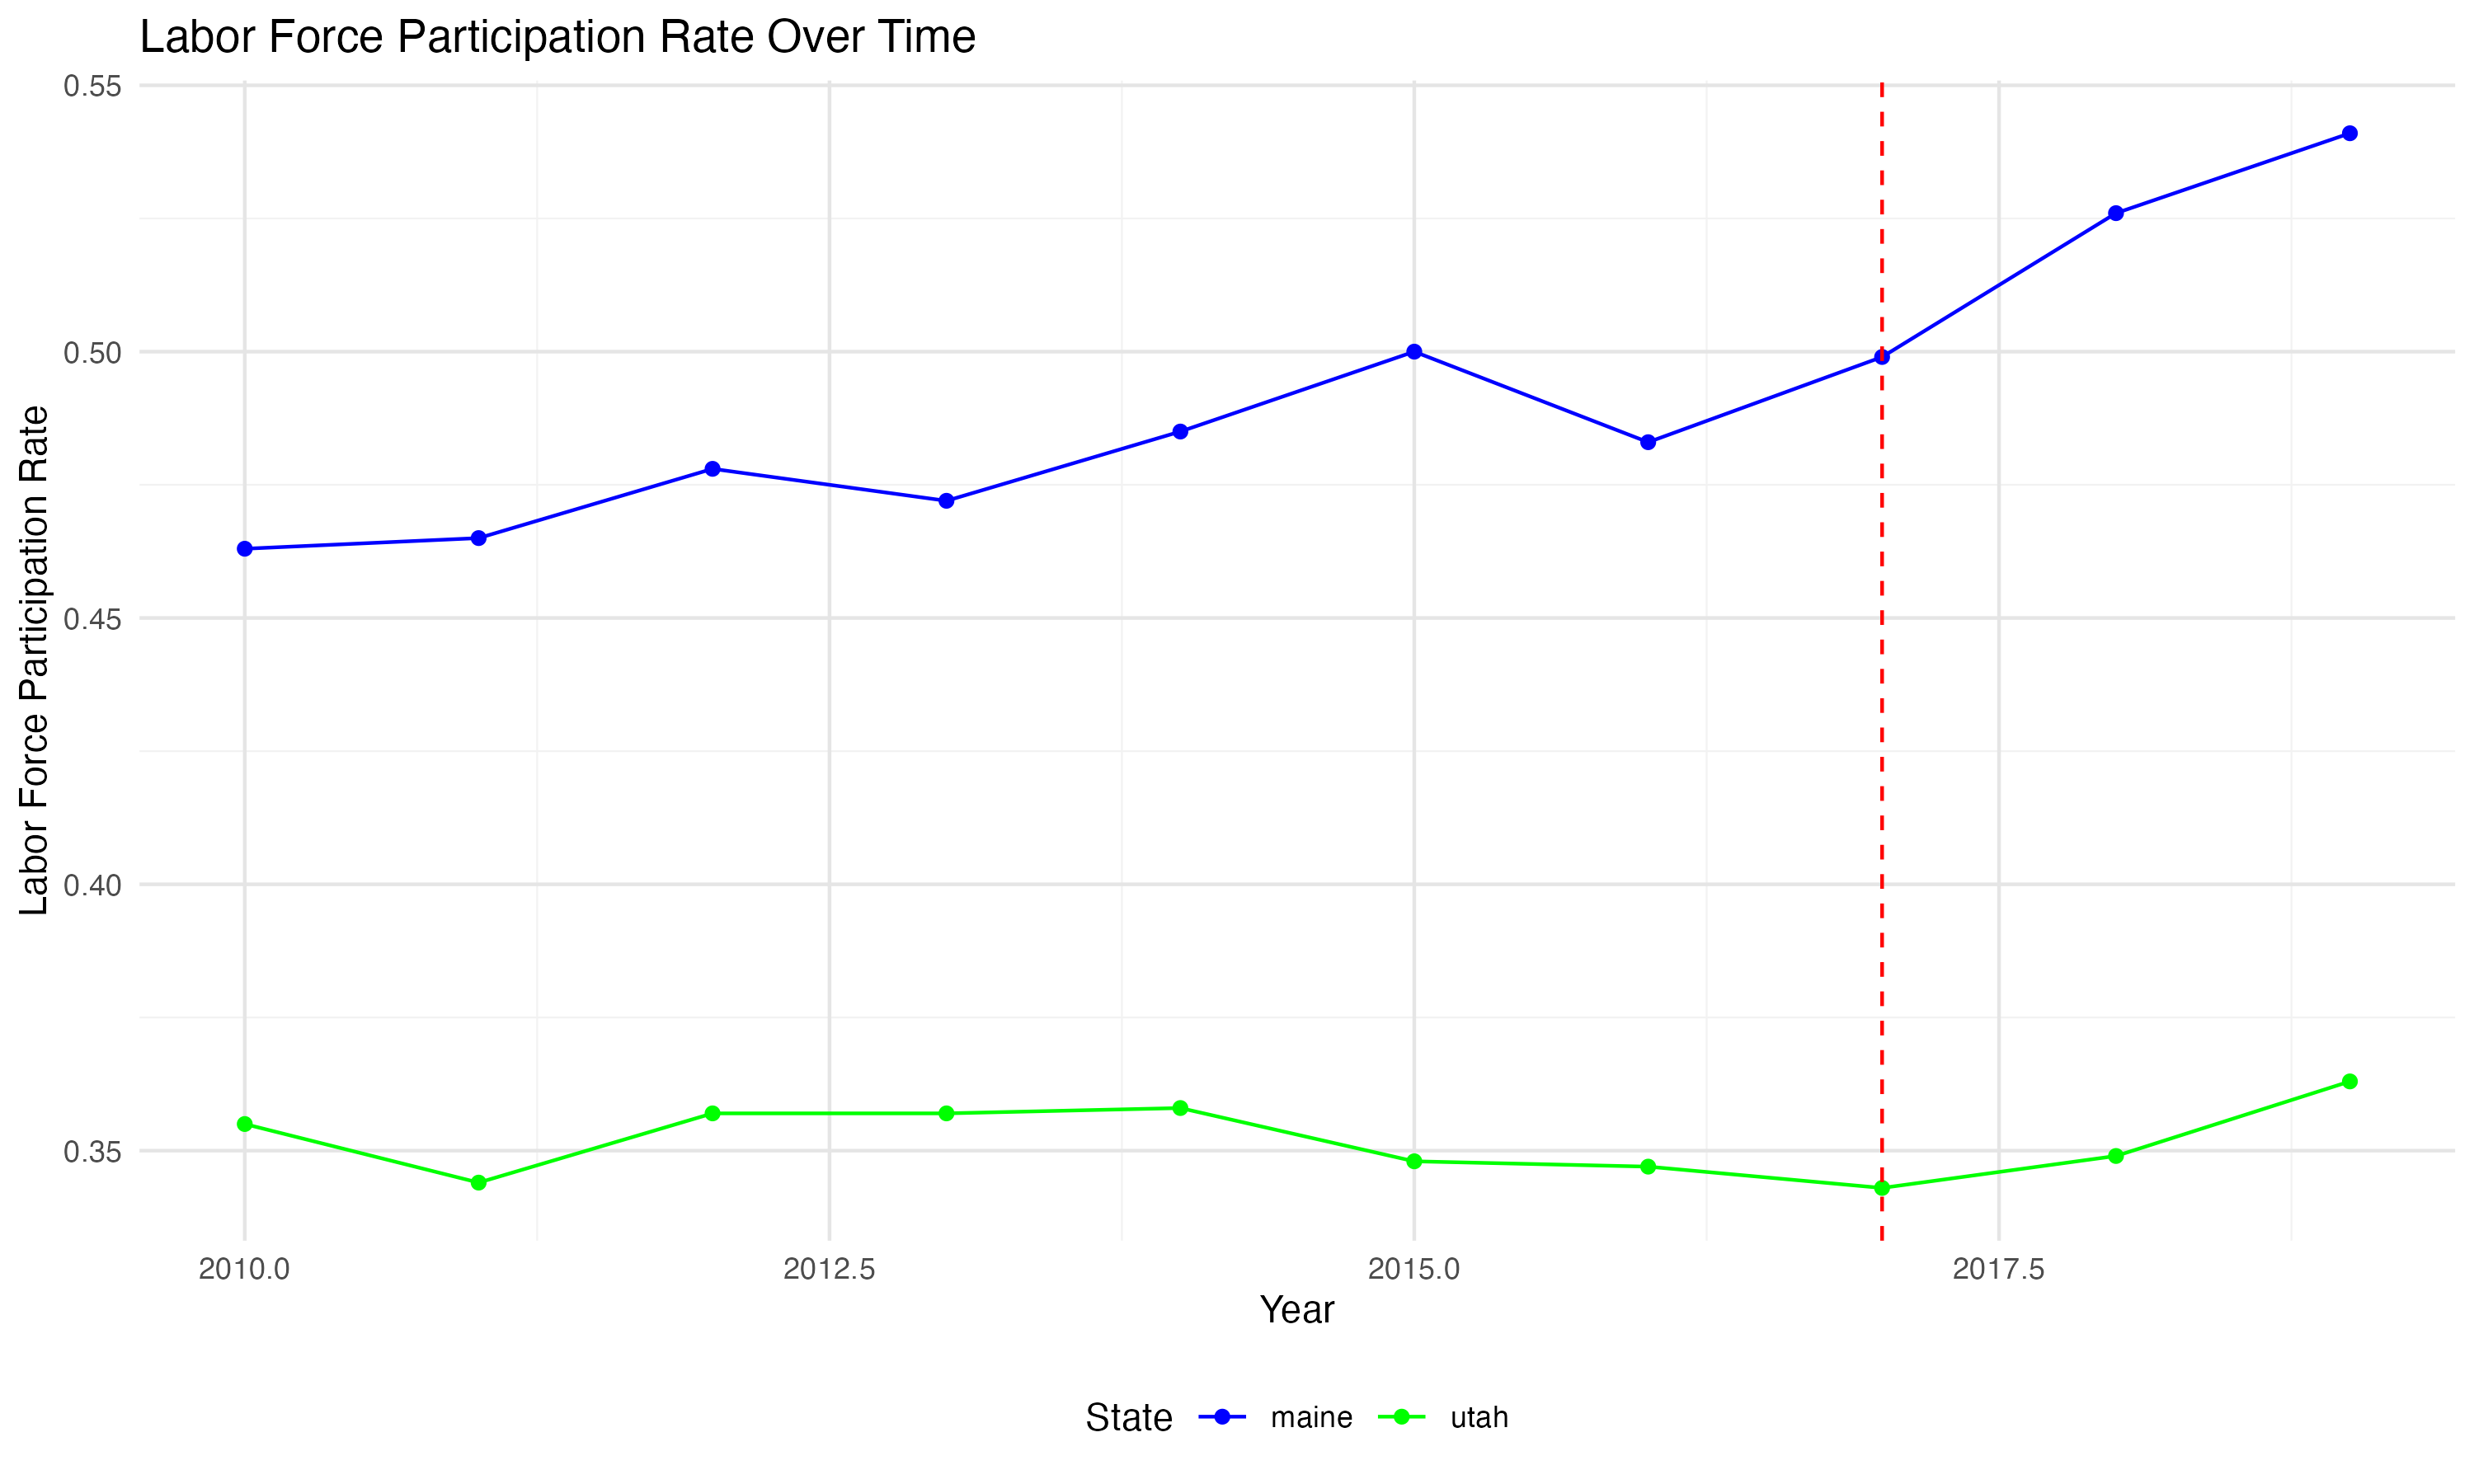 Labor Force Participation Rate Over Time
Labor Force Participation Rate
0.55
0.50
0.45
0.40
0.35
2010.0 2012.5 2015.0 2017.5
Year
State maine utah